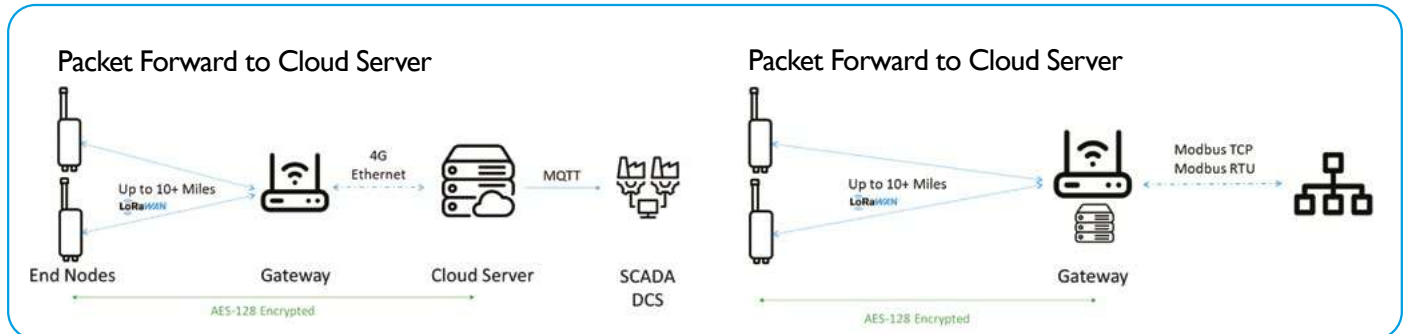 Packet Forward to Cloud Server
4G
Ethernet
MQTT
Up to 10+ Miles
LoRaWAN
End Nodes
Gateway
Cloud Server
SCADA
DCS
AES-128 Encrypted
Packet Forward to Cloud Server
Modbus TCP
Modbus RTU
Up to 10+ Miles
LoRaWAN
Gateway
AES-128 Encrypted